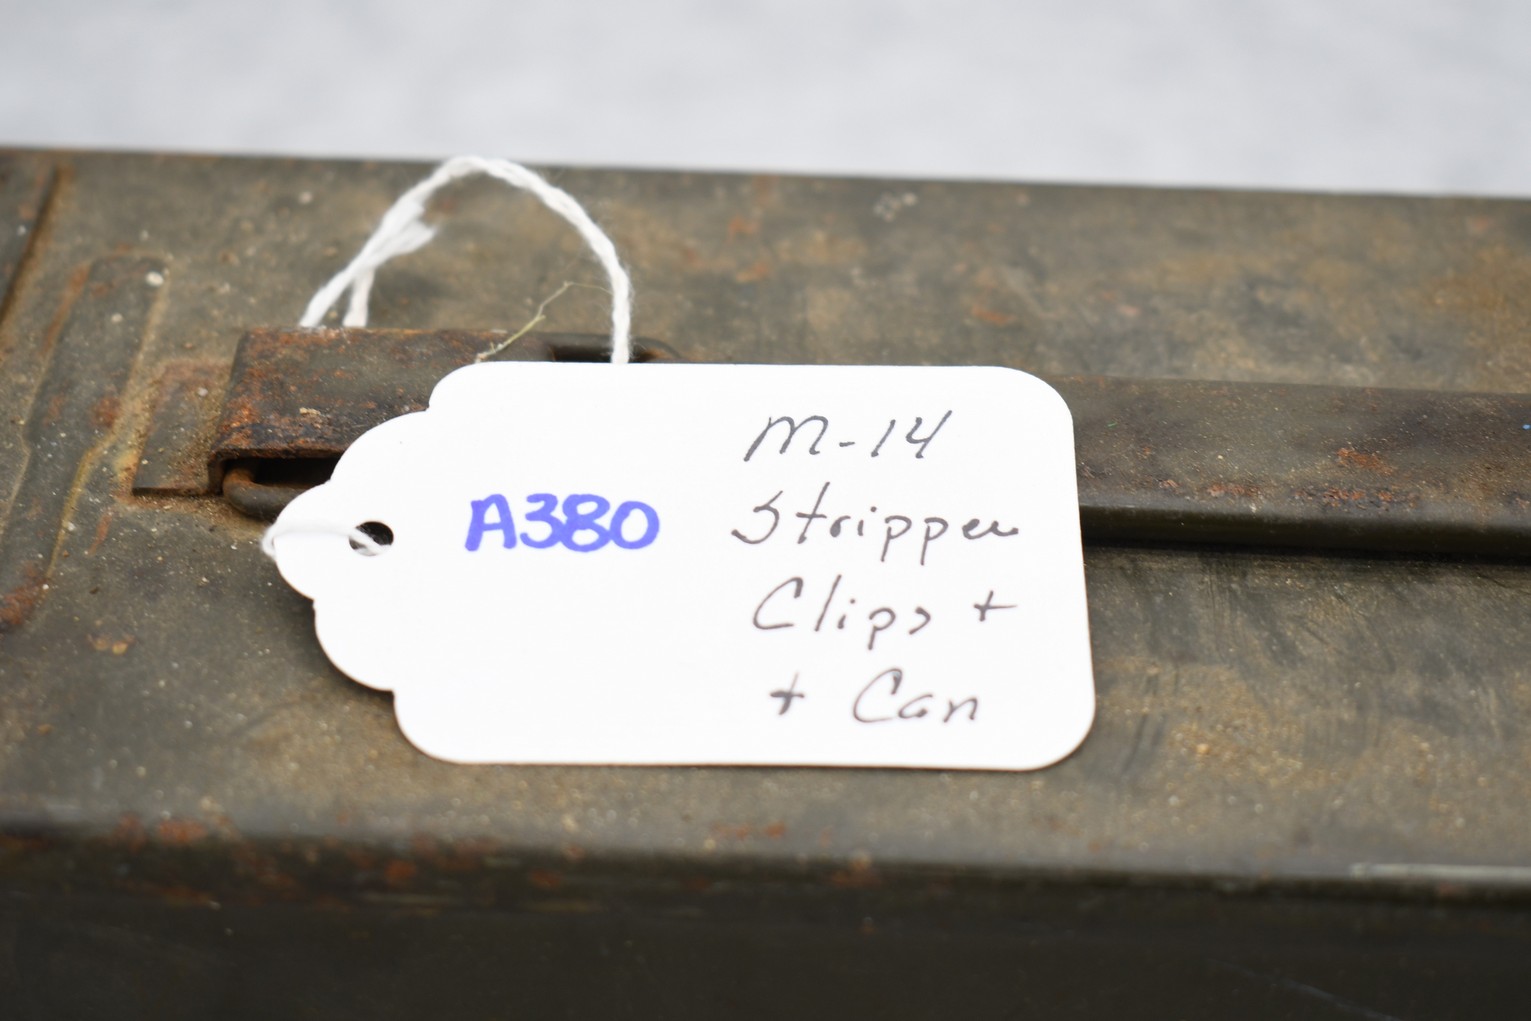 A380
M-14
Stripper
Clips +
+ Can